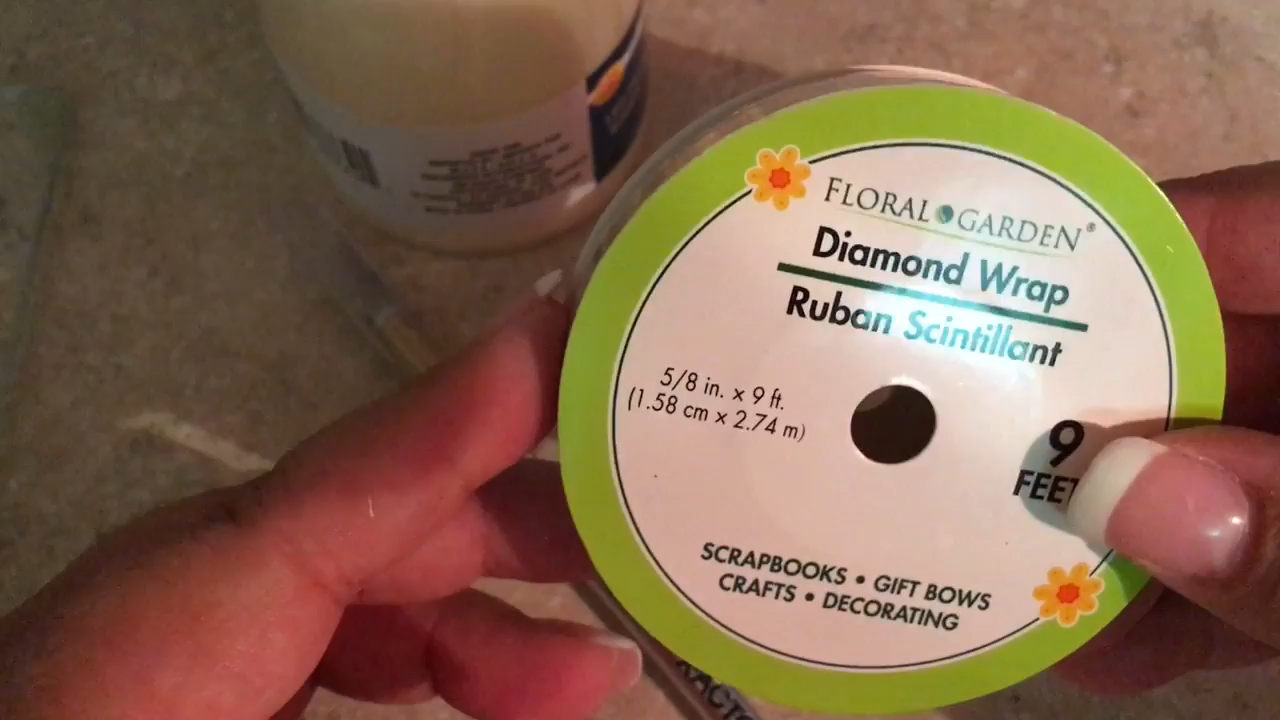 FLORAL GARDEN®
Diamond Wrap
Ruban Scintillant
5/8 in. x 9 ft.
(1.58 cm x 2.74 m)
9
FEET
SCRAPBOOKS • GIFT BOWS
CRAFTS • DECORATING